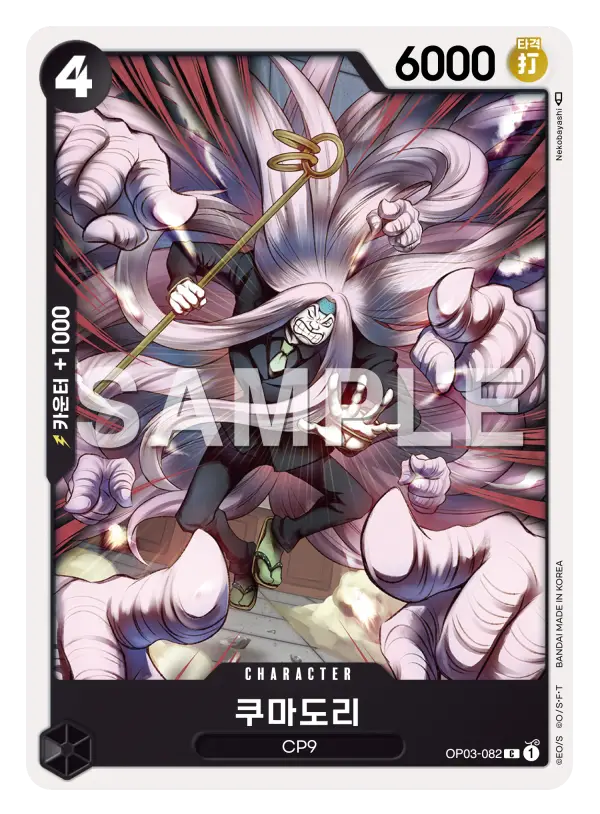 4
6000
타격
打
Nekobayashi
카운터 +1000
SAMPLE
CHARACTER
쿠마도리
CP9
OP03-082 C 1
©EO/S ©O/S・F・T BANDAI MADE IN KOREA